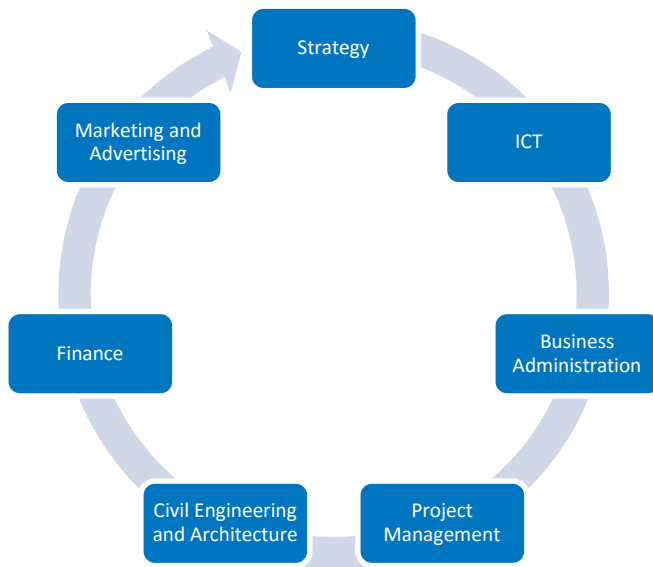 Strategy
ICT
Business
Administration
Project
Management
Civil Engineering
and Architecture
Finance
Marketing and
Advertising